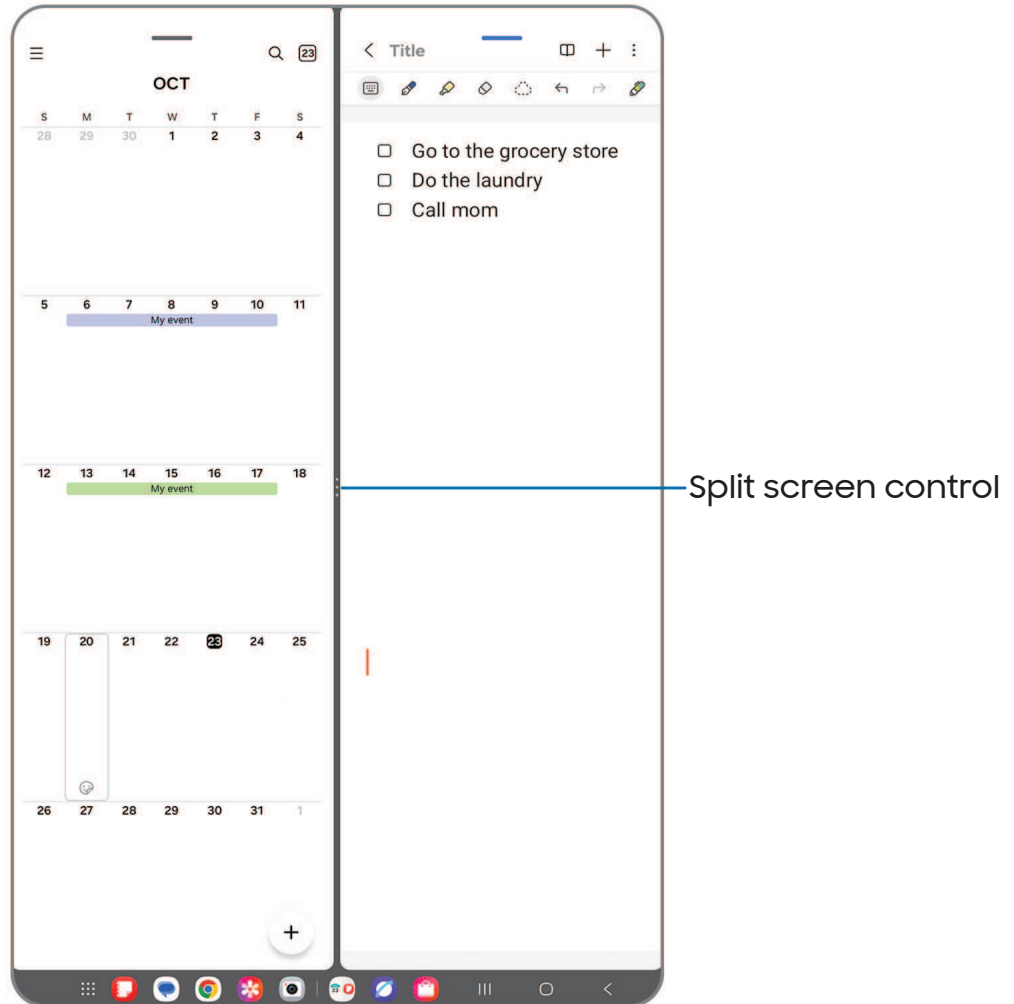 23
OCT
S M T W T F S
28 29 30 1 2 3 4
5 6 7 8 9 10 11
My event
12 13 14 15 16 17 18
My event
19 20 21 22 23 24 25
26 27 28 29 30 31 1
Title
Go to the grocery store
Do the laundry
Call mom
Split screen control